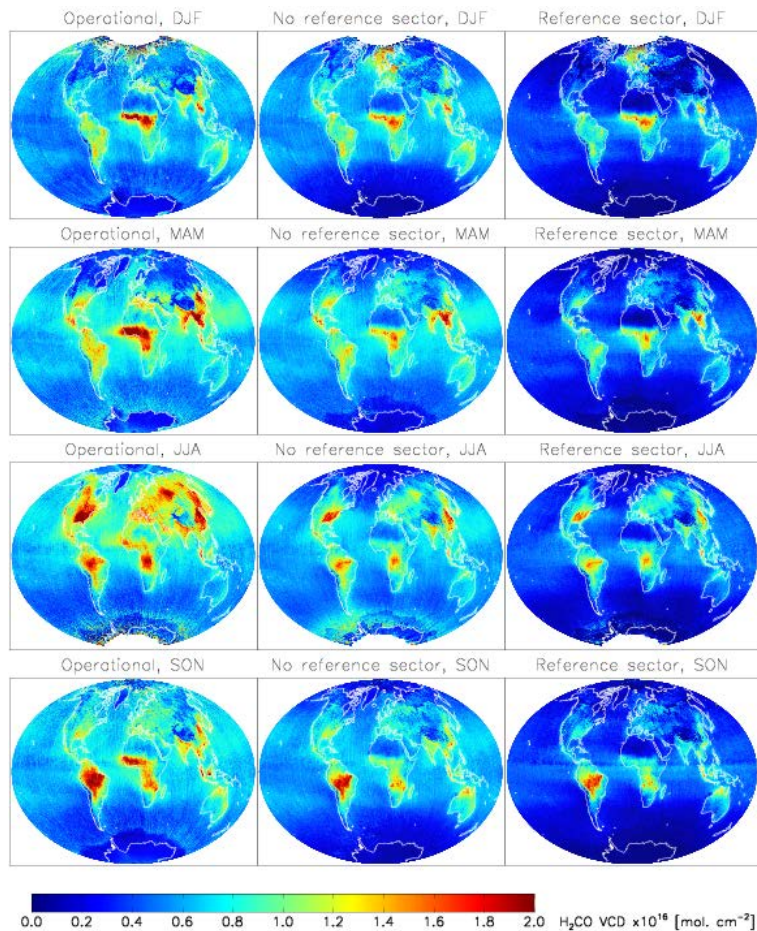 Operational, DJF No reference sector, DJF Reference sector, DJF
Operational, MAM No reference sector, MAM Reference sector, MAM
Operational, JJA No reference sector, JJA Reference sector, JJA
Operational, SON No reference sector, SON Reference sector, SON
0.0 0.2 0.4 0.6 0.8 1.0 1.2 1.4 1.6 1.8 2.0 H₂CO VCD x10¹⁶ [mol. cm⁻²]